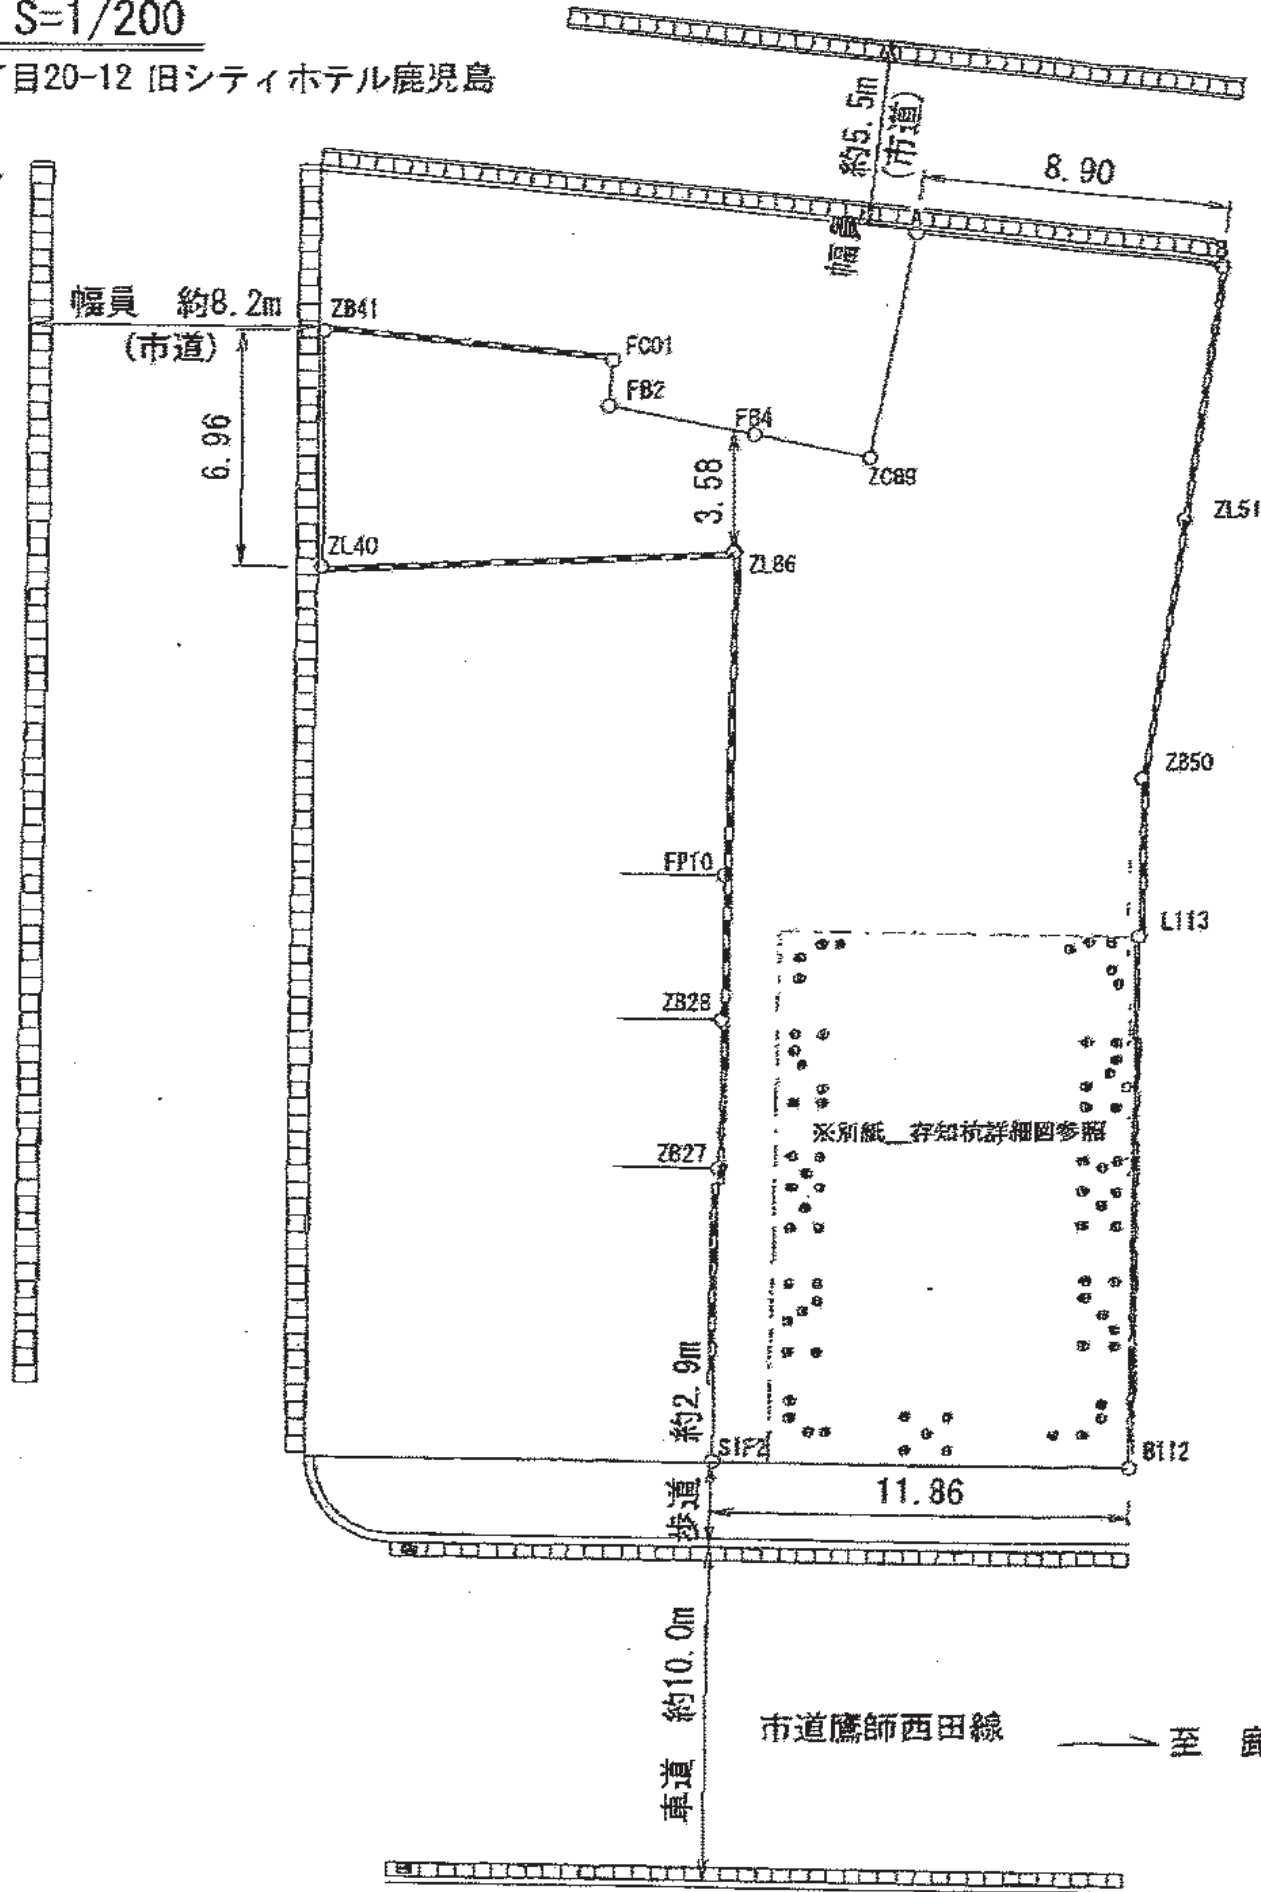 S=1/200
丁目20-12 旧シティホテル鹿児島
約5.5m
(市道)
幅員
8.90
幅員 約8.2m
(市道)
ZB41
FC01
FB2
FB4
ZC89
6.96
3.58
ZL40
ZL86
ZL51
ZB50
FP10
L113
ZB28
※別紙__存知杭詳細図参照
ZB27
約2.9m
歩道
S1F2
B112
11.86
車道 約10.0m
市道鷹師西田線
至